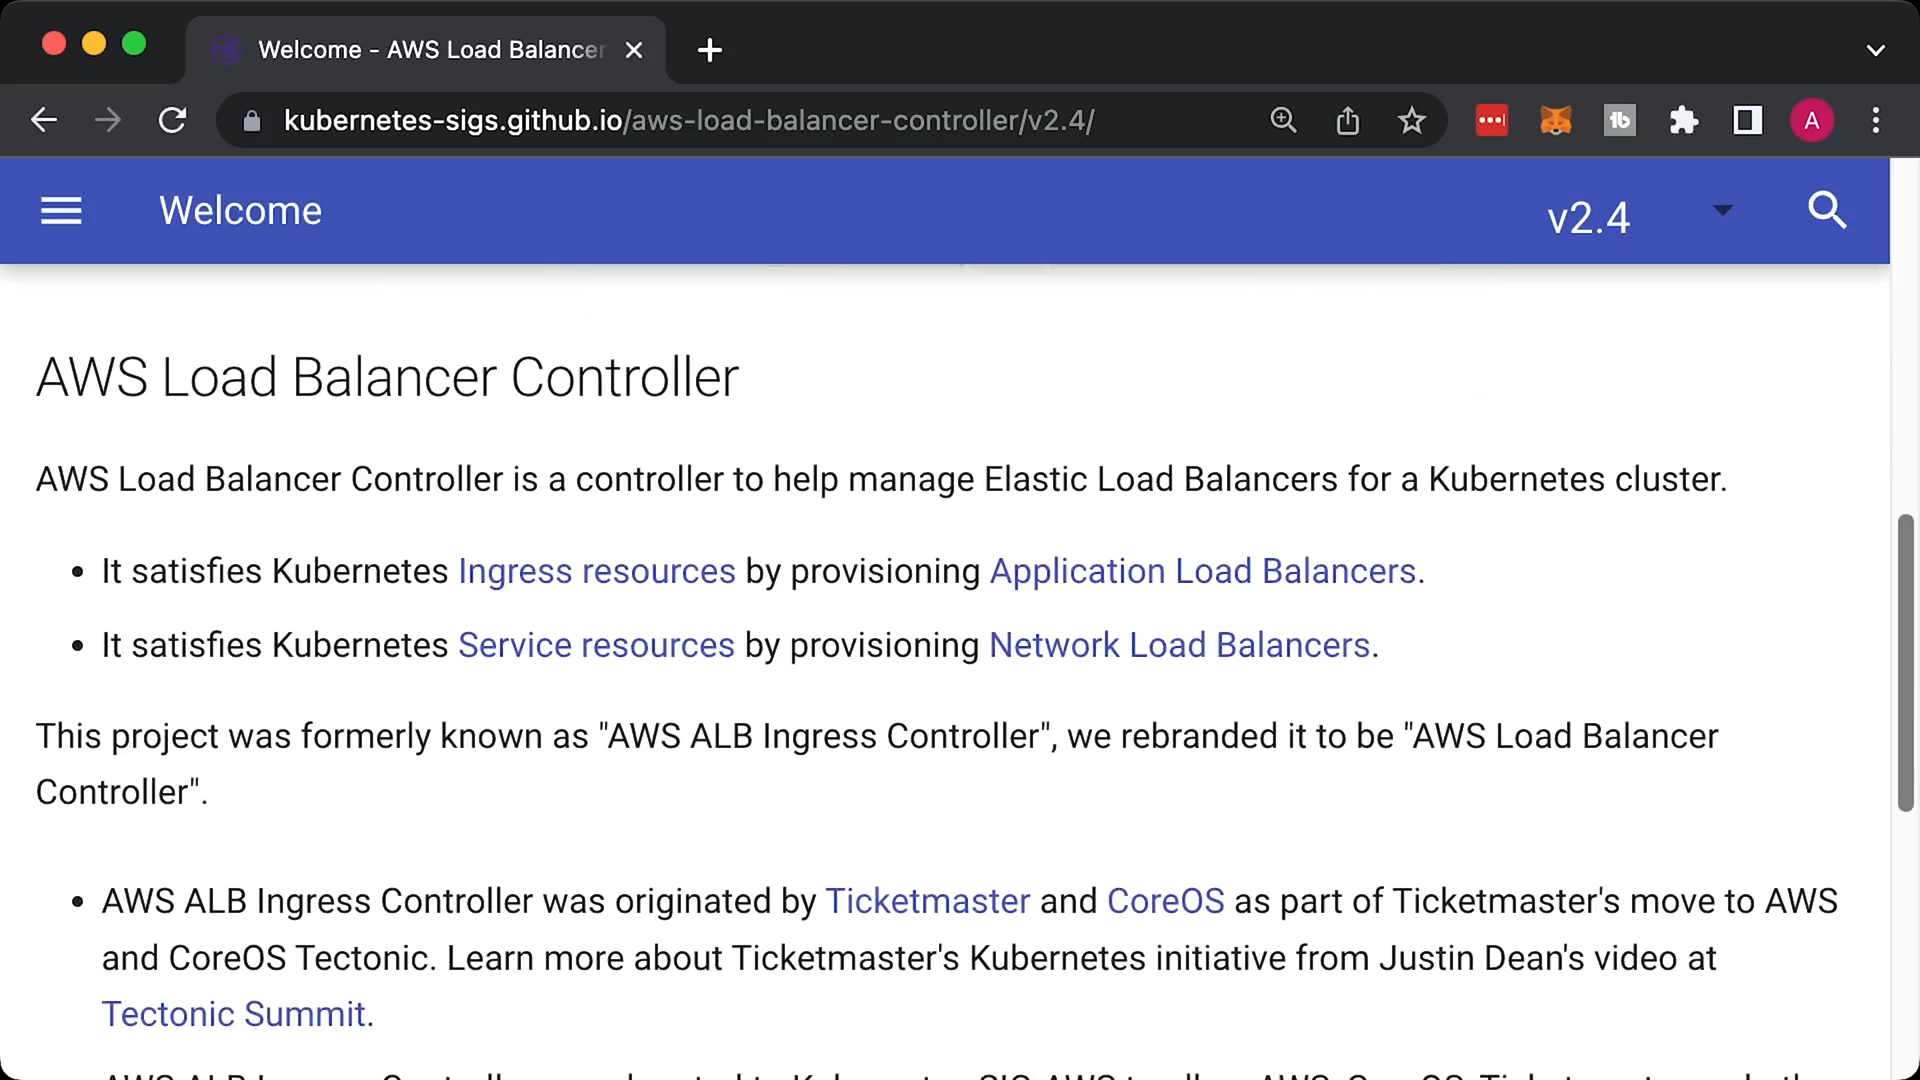 Welcome - AWS Load Balancer
kubernetes-sigs.github.io/aws-load-balancer-controller/v2.4/
A
Welcome
v2.4
AWS Load Balancer Controller
AWS Load Balancer Controller is a controller to help manage Elastic Load Balancers for a Kubernetes cluster.
• It satisfies Kubernetes Ingress resources by provisioning Application Load Balancers.
• It satisfies Kubernetes Service resources by provisioning Network Load Balancers.
This project was formerly known as "AWS ALB Ingress Controller", we rebranded it to be "AWS Load Balancer
Controller".
• AWS ALB Ingress Controller was originated by Ticketmaster and CoreOS as part of Ticketmaster's move to AWS
and CoreOS Tectonic. Learn more about Ticketmaster's Kubernetes initiative from Justin Dean's video at
Tectonic Summit.